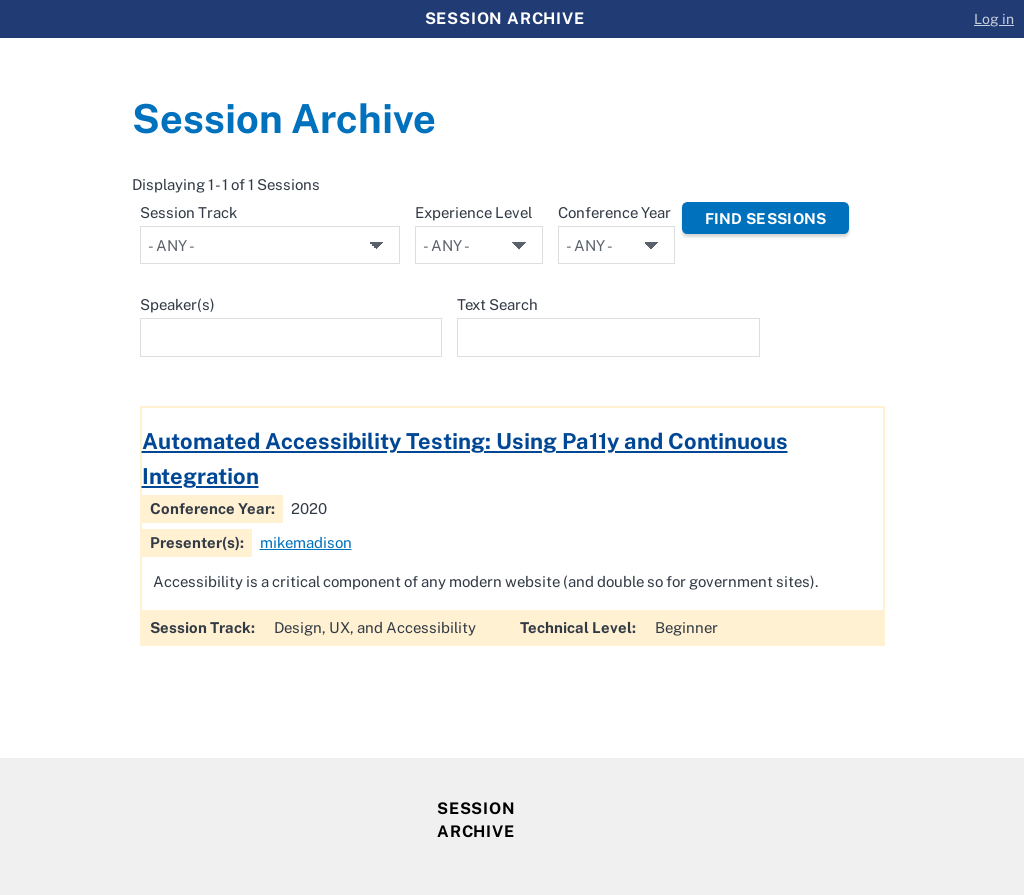 SESSION ARCHIVE
Log in
Session Archive
Displaying 1 - 1 of 1 Sessions
Session Track
Experience Level
Conference Year
FIND SESSIONS
- ANY -
- ANY -
- ANY -
Speaker(s)
Text Search
Automated Accessibility Testing: Using Pa11y and Continuous
Integration
Conference Year: 2020
Presenter(s): mikemadison
Accessibility is a critical component of any modern website (and double so for government sites).
Session Track: Design, UX, and Accessibility Technical Level: Beginner
SESSION
ARCHIVE